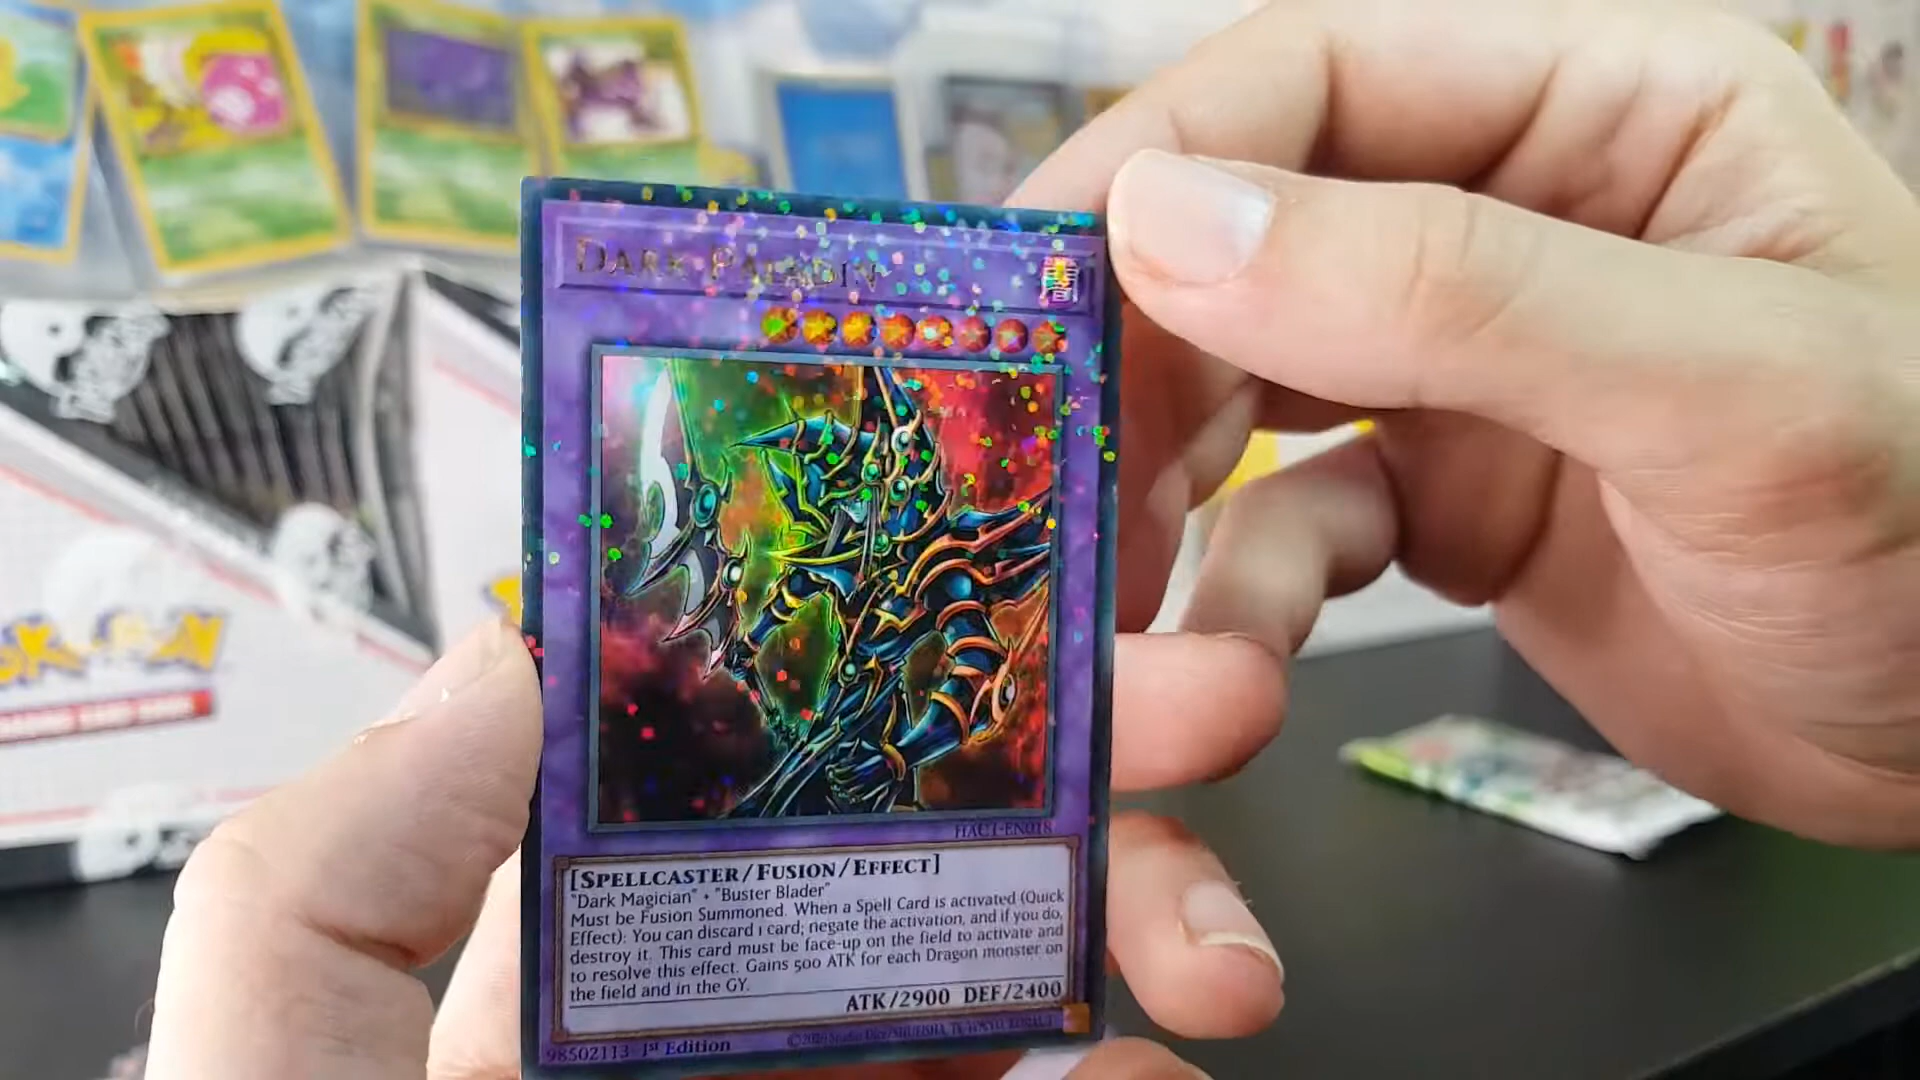 DARK PALADIN
闇
HAC1-EN018
[SPELLCASTER/FUSION/EFFECT]
"Dark Magician" + "Buster Blader"
Must be Fusion Summoned. When a Spell Card is activated (Quick
Effect): You can discard 1 card; negate the activation, and if you do,
destroy it. This card must be face-up on the field to activate and
to resolve this effect. Gains 500 ATK for each Dragon monster on
the field and in the GY.
ATK/2900 DEF/2400
98502113 1st Edition